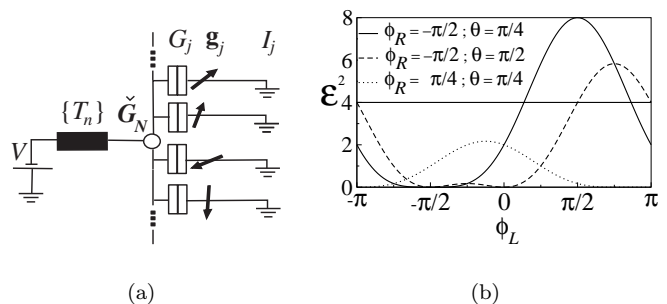 G_j g_j I_j
{T_n} Ǧ_N
V
(a)
ε²
8
6
4
2
0
ϕ_R = −π/2 ; θ = π/4
ϕ_R = −π/2 ; θ = π/2
ϕ_R = π/4 ; θ = π/4
-π -π/2 0 π/2 π
ϕ_L
(b)